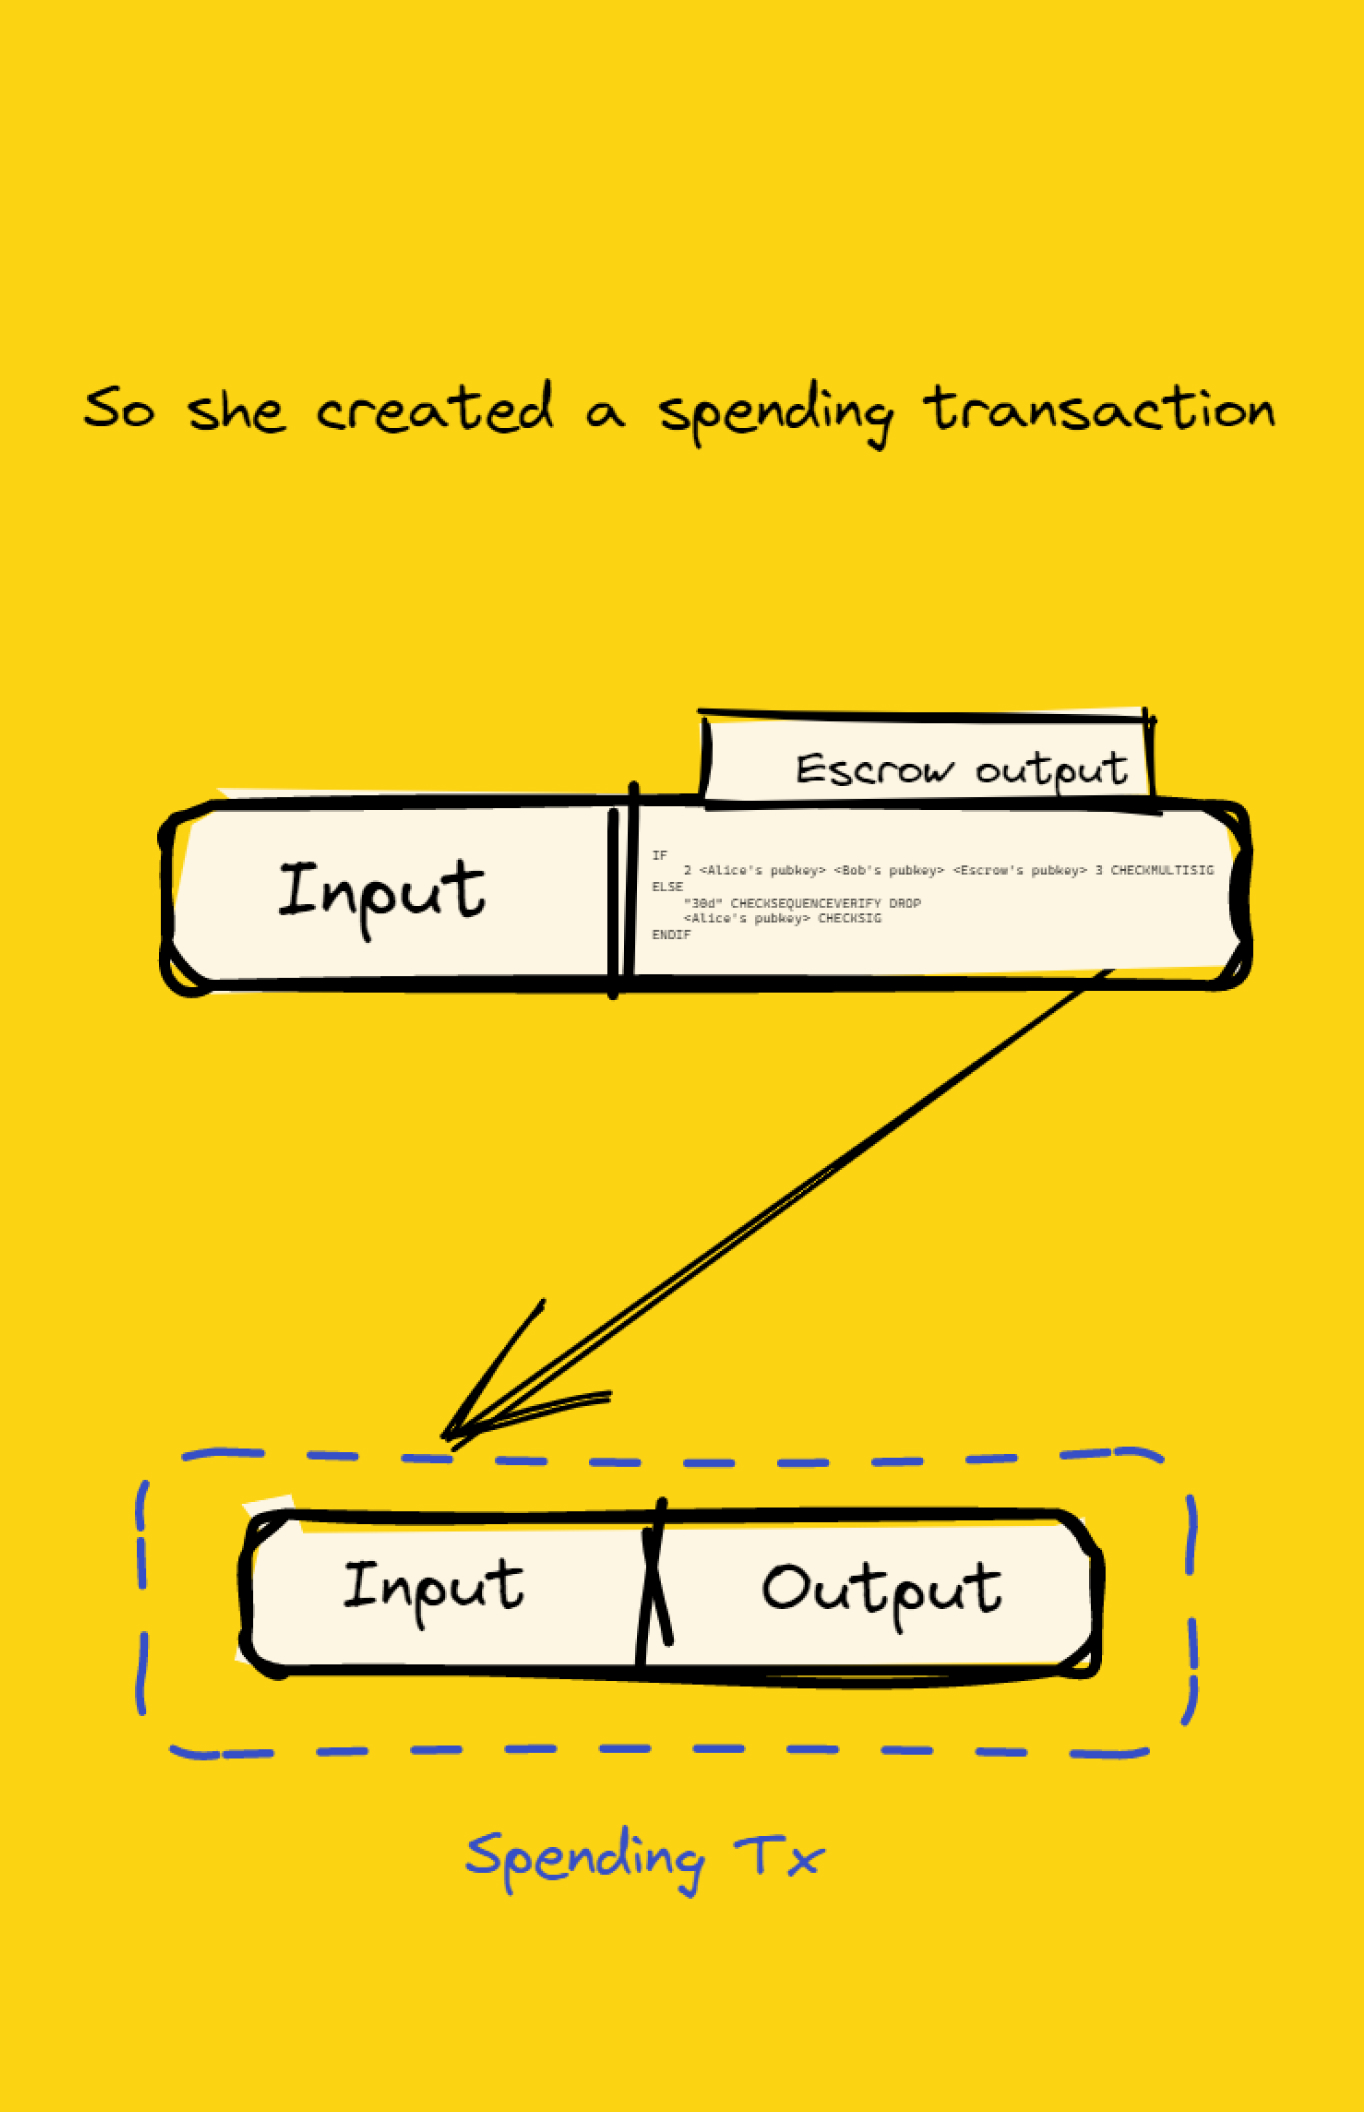 So she created a spending transaction
Escrow output
Input
IF
2 <Alice's pubkey> <Bob's pubkey> <Escrow's pubkey> 3 CHECKMULTISIG
ELSE
"30d" CHECKSEQUENCEVERIFY DROP
<Alice's pubkey> CHECKSIG
ENDIF
Input
Output
Spending Tx